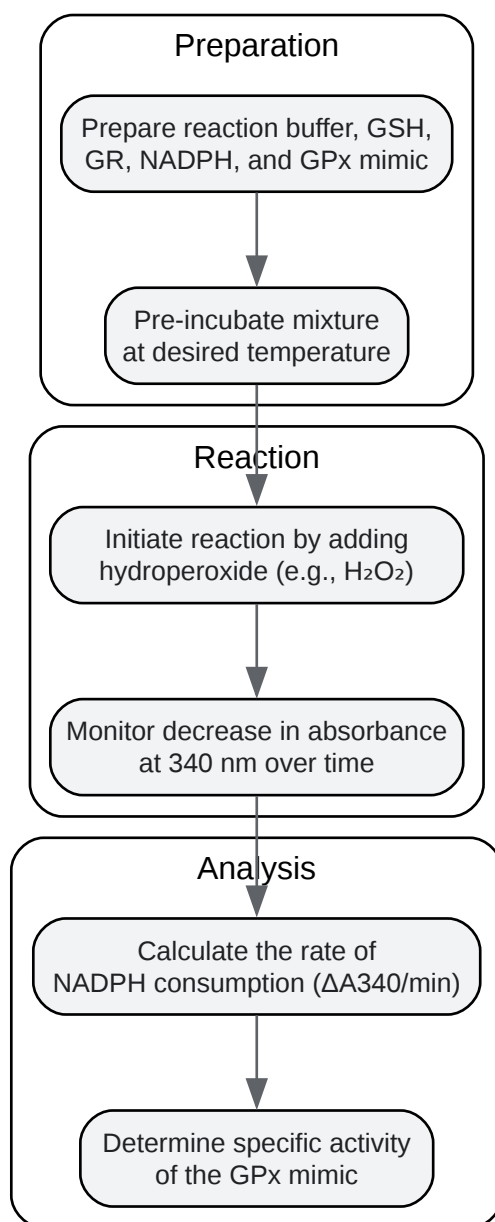 Preparation
Prepare reaction buffer, GSH,
GR, NADPH, and GPx mimic
Pre-incubate mixture
at desired temperature
Reaction
Initiate reaction by adding
hydroperoxide (e.g., H₂O₂)
Monitor decrease in absorbance
at 340 nm over time
Analysis
Calculate the rate of
NADPH consumption (ΔA340/min)
Determine specific activity
of the GPx mimic